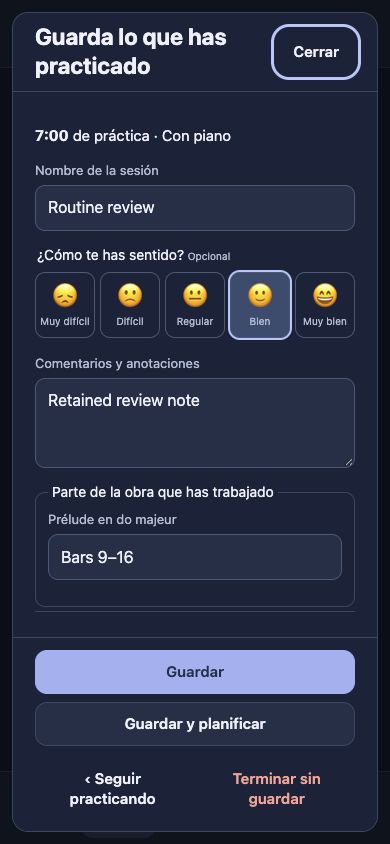 Guarda lo que has
practicado
Cerrar
7:00 de práctica · Con piano
Nombre de la sesión
Routine review
¿Cómo te has sentido? Opcional
Muy difícil
Difícil
Regular
Bien
Muy bien
Comentarios y anotaciones
Retained review note
Parte de la obra que has trabajado
Prélude en do majeur
Bars 9–16
Guardar
Guardar y planificar
‹ Seguir
practicando
Terminar sin
guardar